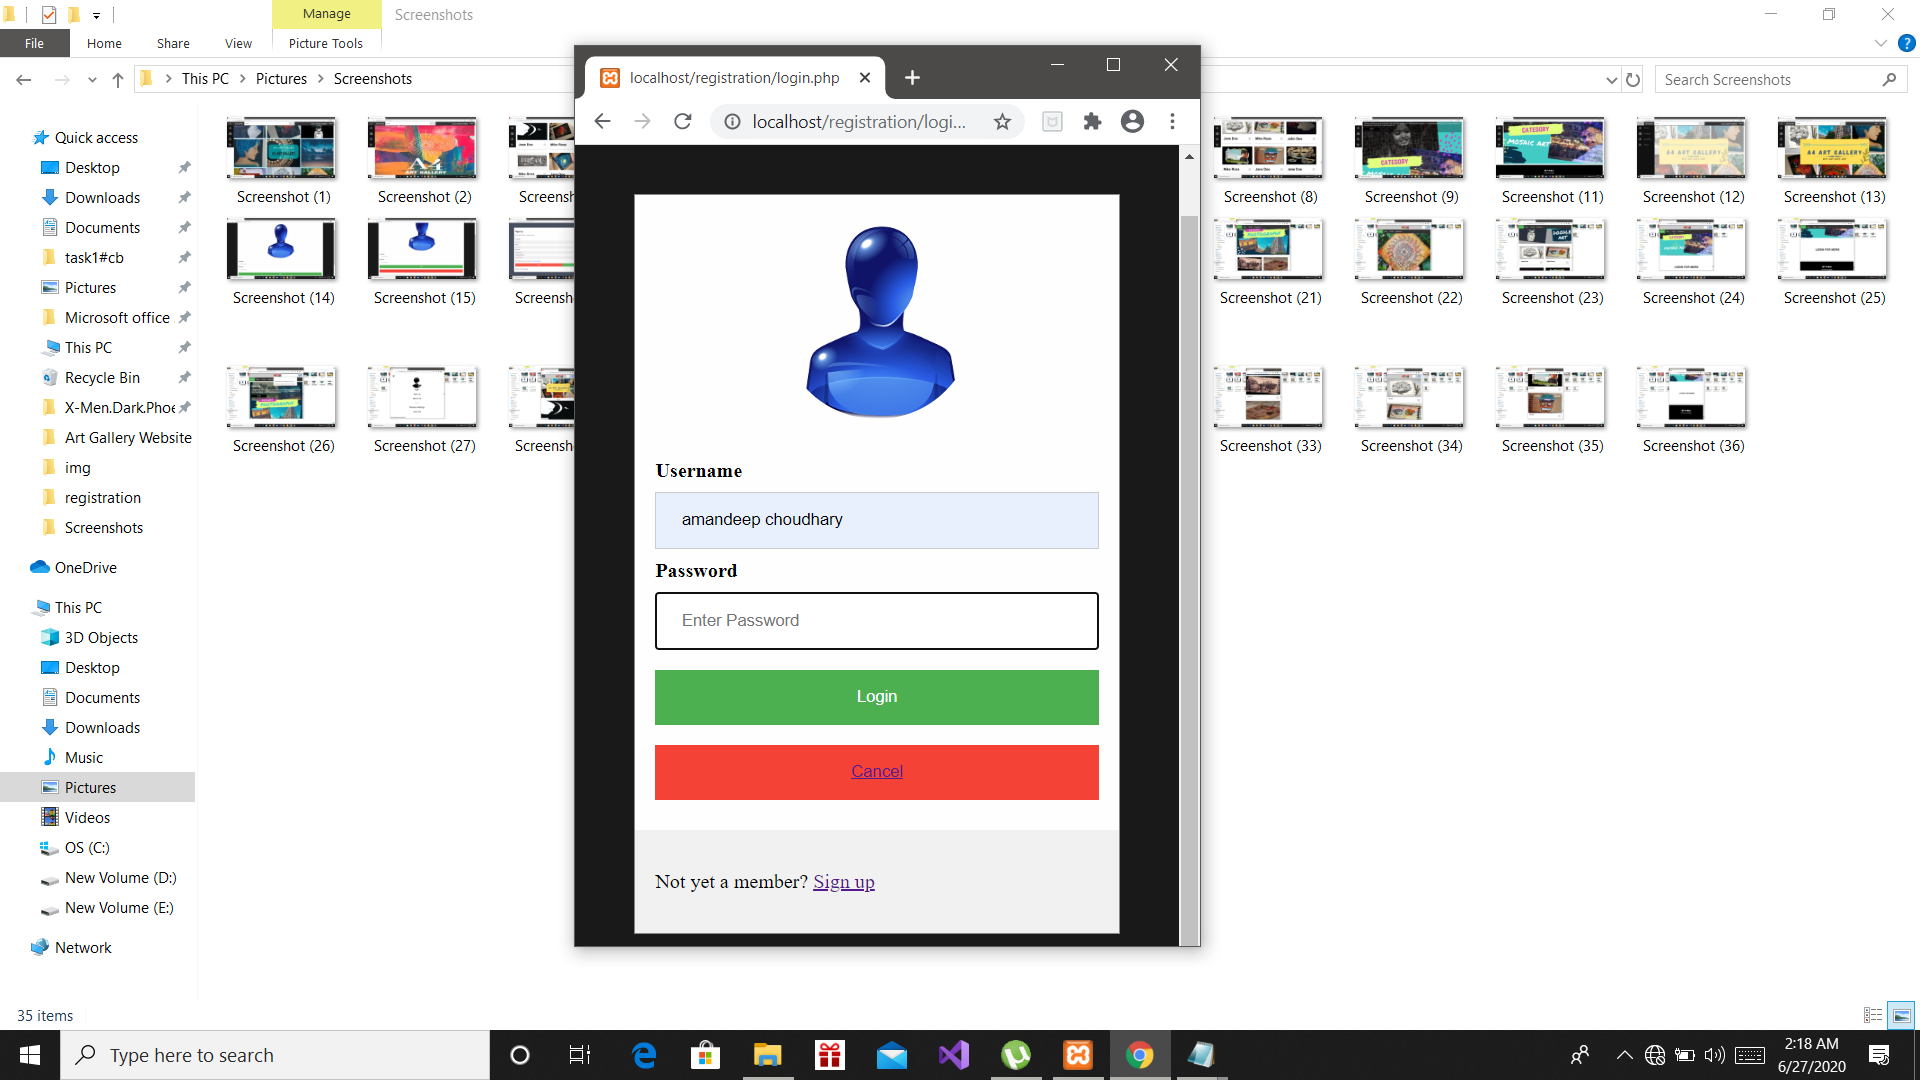 Manage
Screenshots
File
Home
Share
View
Picture Tools
This PC
Pictures
Screenshots
Search Screenshots
localhost/registration/login.php
localhost/registration/logi...
Quick access
Desktop
Downloads
Documents
task1#cb
Pictures
Microsoft office
This PC
Recycle Bin
X-Men.Dark.Phoe
Art Gallery Website
img
registration
Screenshots
OneDrive
This PC
3D Objects
Desktop
Documents
Downloads
Music
Pictures
Videos
OS (C:)
New Volume (D:)
New Volume (E:)
Network
Screenshot (1)
Screenshot (2)
Screensh
Screenshot (8)
Screenshot (9)
Screenshot (11)
Screenshot (12)
Screenshot (13)
Screenshot (14)
Screenshot (15)
Screensh
Screenshot (21)
Screenshot (22)
Screenshot (23)
Screenshot (24)
Screenshot (25)
Screenshot (26)
Screenshot (27)
Screensh
Screenshot (33)
Screenshot (34)
Screenshot (35)
Screenshot (36)
Username
amandeep choudhary
Password
Enter Password
Login
Cancel
Not yet a member? Sign up
35 items
Type here to search
2:18 AM
6/27/2020